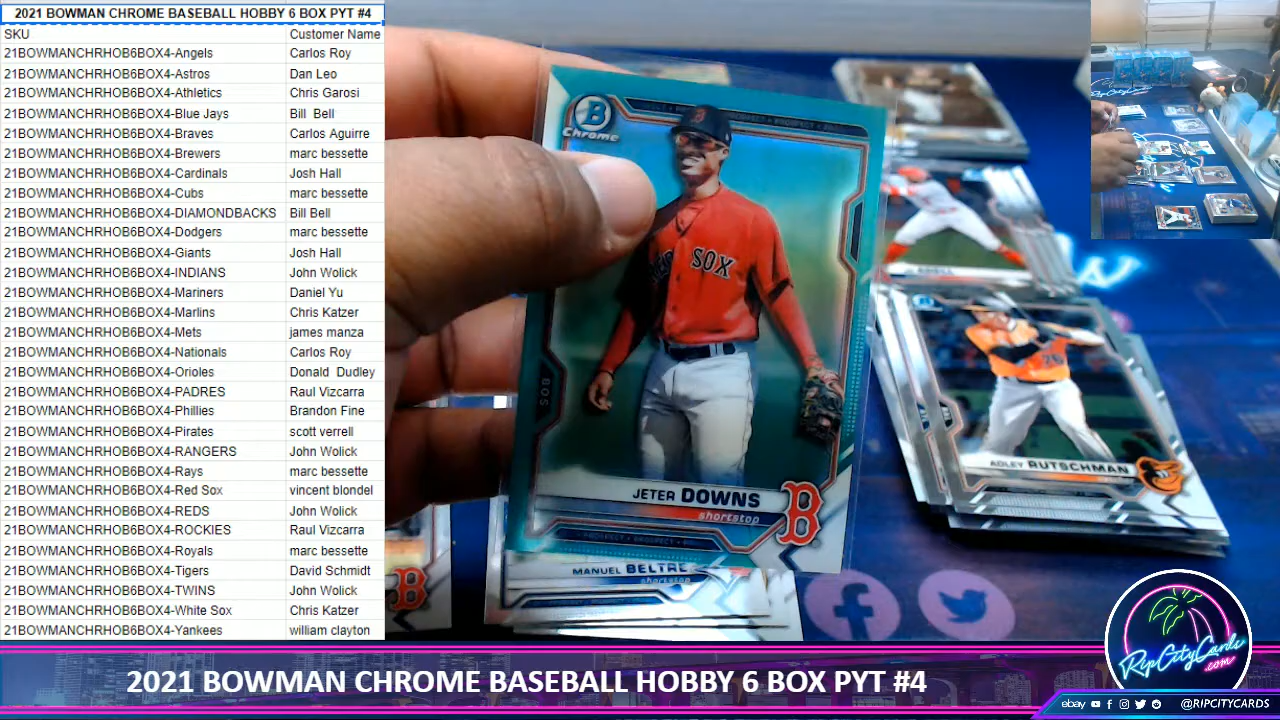 2021 BOWMAN CHROME BASEBALL HOBBY 6 BOX PYT #4
SKU Customer Name
21BOWMANCHRHOB6BOX4-Angels Carlos Roy
21BOWMANCHRHOB6BOX4-Astros Dan Leo
21BOWMANCHRHOB6BOX4-Athletics Chris Garosi
21BOWMANCHRHOB6BOX4-Blue Jays Bill Bell
21BOWMANCHRHOB6BOX4-Braves Carlos Aguirre
21BOWMANCHRHOB6BOX4-Brewers marc bessette
21BOWMANCHRHOB6BOX4-Cardinals Josh Hall
21BOWMANCHRHOB6BOX4-Cubs marc bessette
21BOWMANCHRHOB6BOX4-DIAMONDBACKS Bill Bell
21BOWMANCHRHOB6BOX4-Dodgers marc bessette
21BOWMANCHRHOB6BOX4-Giants Josh Hall
21BOWMANCHRHOB6BOX4-INDIANS John Wolick
21BOWMANCHRHOB6BOX4-Mariners Daniel Yu
21BOWMANCHRHOB6BOX4-Marlins Chris Katzer
21BOWMANCHRHOB6BOX4-Mets james manza
21BOWMANCHRHOB6BOX4-Nationals Carlos Roy
21BOWMANCHRHOB6BOX4-Orioles Donald Dudley
21BOWMANCHRHOB6BOX4-PADRES Raul Vizcarra
21BOWMANCHRHOB6BOX4-Phillies Brandon Fine
21BOWMANCHRHOB6BOX4-Pirates scott verrell
21BOWMANCHRHOB6BOX4-RANGERS John Wolick
21BOWMANCHRHOB6BOX4-Rays marc bessette
21BOWMANCHRHOB6BOX4-Red Sox vincent blondel
21BOWMANCHRHOB6BOX4-REDS John Wolick
21BOWMANCHRHOB6BOX4-ROCKIES Raul Vizcarra
21BOWMANCHRHOB6BOX4-Royals marc bessette
21BOWMANCHRHOB6BOX4-Tigers David Schmidt
21BOWMANCHRHOB6BOX4-TWINS John Wolick
21BOWMANCHRHOB6BOX4-White Sox Chris Katzer
21BOWMANCHRHOB6BOX4-Yankees william clayton
B
Chrome
SOX
BOS
JETER DOWNS
shortstop
B
MANUEL BELTRE
shortstop
ADLEY RUTSCHMAN
RipCityCards
.com
2021 BOWMAN CHROME BASEBALL HOBBY 6 BOX PYT #4
ebay @RIPCITYCARDS